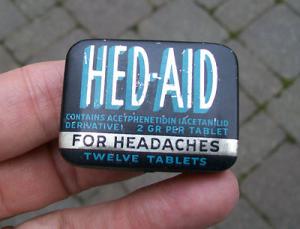 HED-AID
CONTAINS ACETPHENETIDIN (ACETANILID
DERIVATIVE) 2 GR PER TABLET
FOR HEADACHES
TWELVE TABLETS